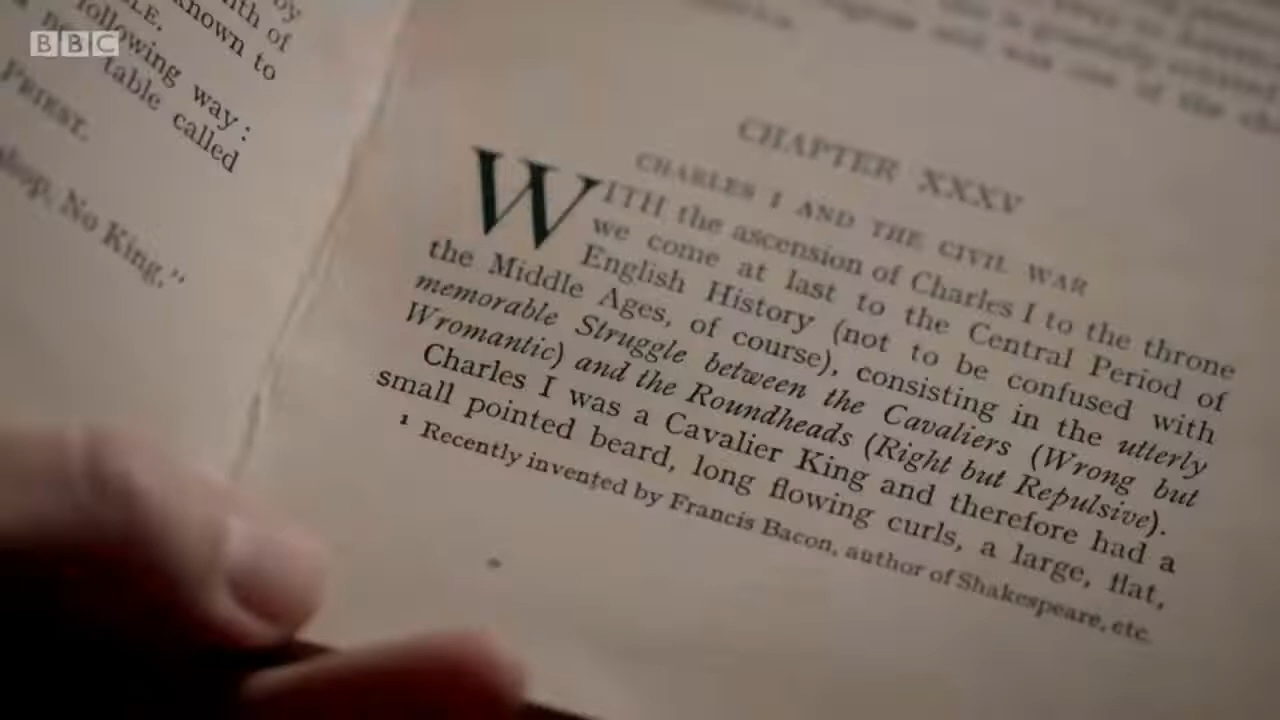 BBC
by
nth of
known to
following way:
table called
PRIEST.
No King,"
CHAPTER XXXV
CHARLES I AND THE CIVIL WAR
WITH the ascension of Charles I to the throne
we come at last to the Central Period of
English History (not to be confused with
the Middle Ages, of course), consisting in the utterly
memorable Struggle between the Cavaliers (Wrong but
Wromantic) and the Roundheads (Right but Repulsive).
Charles I was a Cavalier King and therefore had a
small pointed beard, long flowing curls, a large, flat,
1 Recently invented by Francis Bacon, author of Shakespeare, etc.